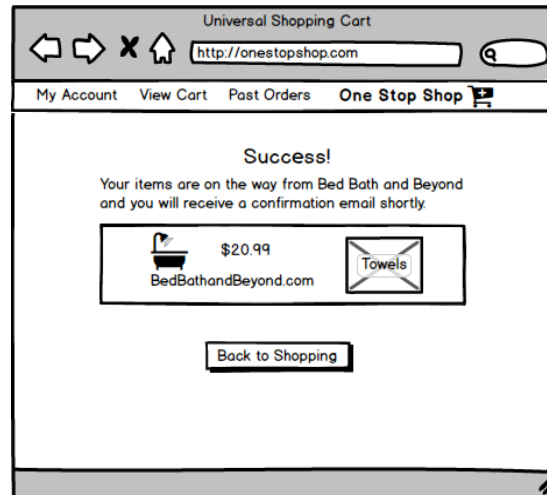 Universal Shopping Cart
http://onestopshop.com
My Account View Cart Past Orders One Stop Shop
Success!
Your items are on the way from Bed Bath and Beyond
and you will receive a confirmation email shortly.
$20.99
Towels
BedBathandBeyond.com
Back to Shopping